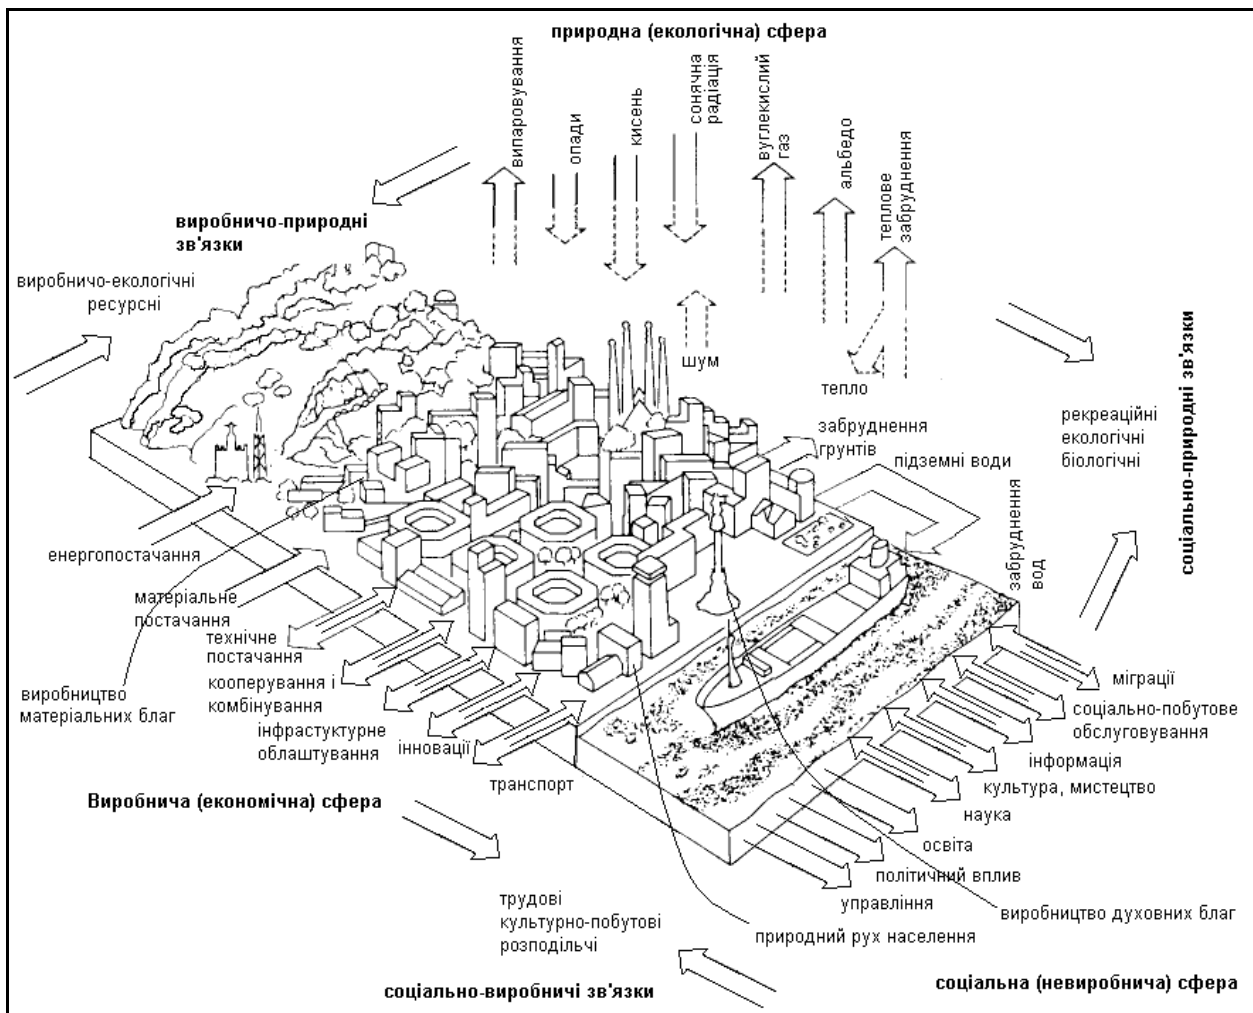 природна (екологічна) сфера
випаровування
опади
кисень
сонячна
радіація
вуглекислий
газ
альбедо
теплове
забруднення
виробничо-природні
зв'язки
виробничо-екологічні
ресурсні
шум
тепло
забруднення
грунтів
підземні води
забруднення
вод
рекреаційні
екологічні
біологічні
соціально-природні зв'язки
енергопостачання
матеріальне
постачання
технічне
постачання
виробництво
матеріальних благ
кооперування і
комбінування
інфрастуктурне
облаштування
інновації
транспорт
міграції
соціально-побутове
обслуговування
інформація
культура, мистецтво
наука
освіта
політичний вплив
управління
Виробнича (економічна) сфера
трудові
культурно-побутові
розподільчі
виробництво духовних благ
природний рух населення
соціально-виробничі зв'язки
соціальна (невиробнича) сфера